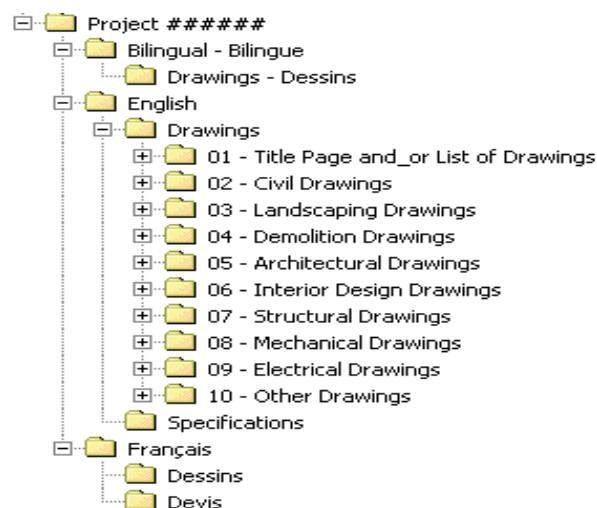 Project ######
Bilingual - Bilingue
Drawings - Dessins
English
Drawings
01 - Title Page and_or List of Drawings
02 - Civil Drawings
03 - Landscaping Drawings
04 - Demolition Drawings
05 - Architectural Drawings
06 - Interior Design Drawings
07 - Structural Drawings
08 - Mechanical Drawings
09 - Electrical Drawings
10 - Other Drawings
Specifications
Français
Dessins
Devis